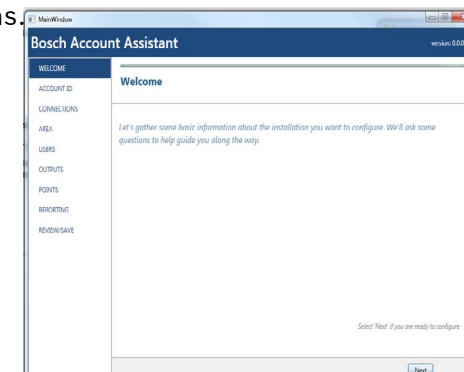 ns.
MainWindow
Bosch Account Assistant
version: 0.0.0
WELCOME
ACCOUNT ID
CONNECTIONS
AREA
USERS
OUTPUTS
POINTS
REPORTING
REVIEW/SAVE
Welcome
Let's gather some basic information about the installation you want to configure. We'll ask some
questions to help guide you along the way.
Select 'Next' if you are ready to configure
Next